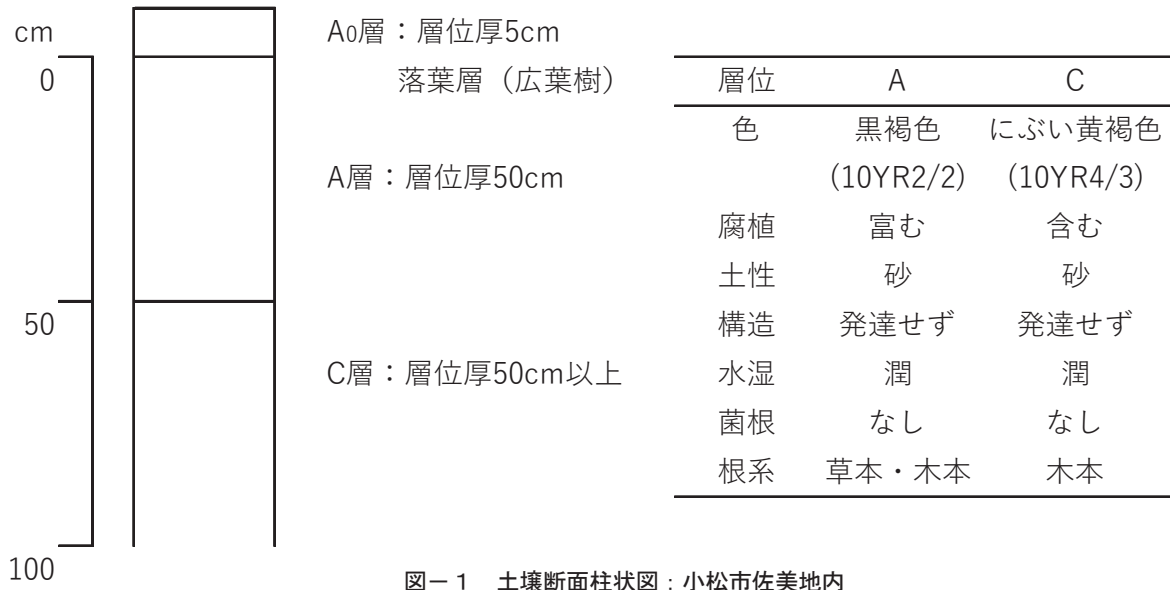 cm
0
50
100
A0層：層位厚5cm
落葉層（広葉樹）
A層：層位厚50cm
C層：層位厚50cm以上
層位 A C
色 黒褐色 にぶい黄褐色
(10YR2/2) (10YR4/3)
腐植 富む 含む
土性 砂 砂
構造 発達せず 発達せず
水湿 潤 潤
菌根 なし なし
根系 草本・木本 木本
図－１ 土壌断面柱状図：小松市佐美地内